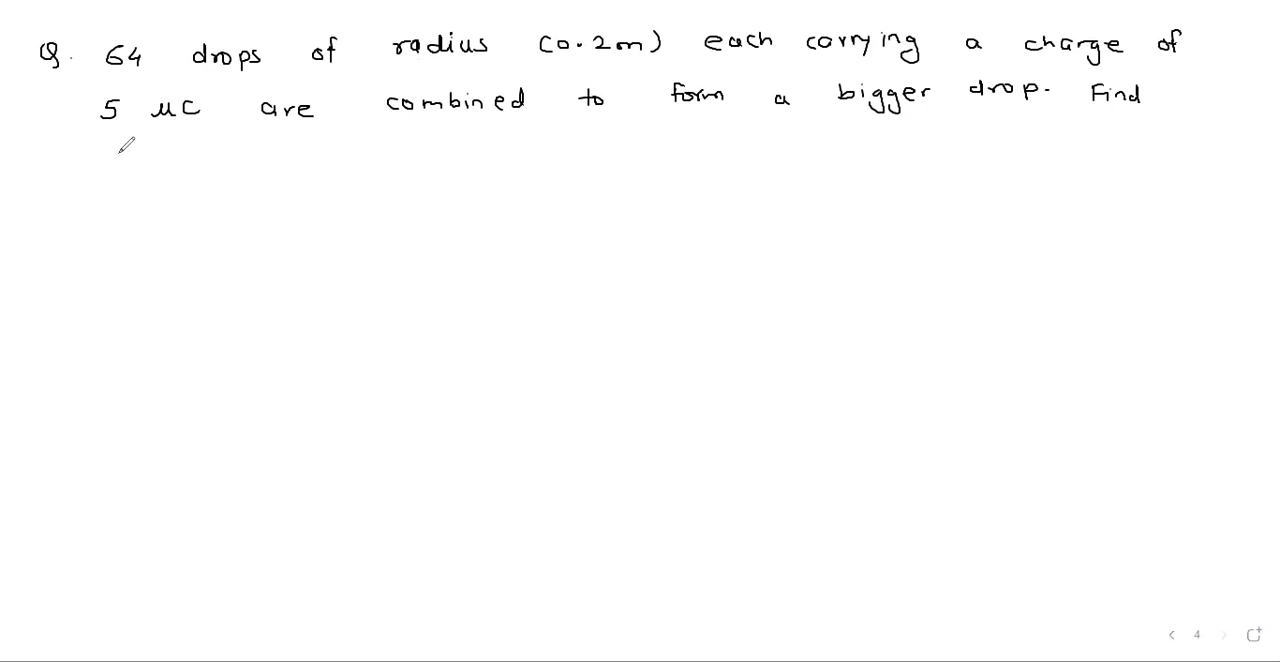 Q. 64 drops of radius (0.2m) each carrying a charge of
5 μC are combined to form a bigger drop. Find
4